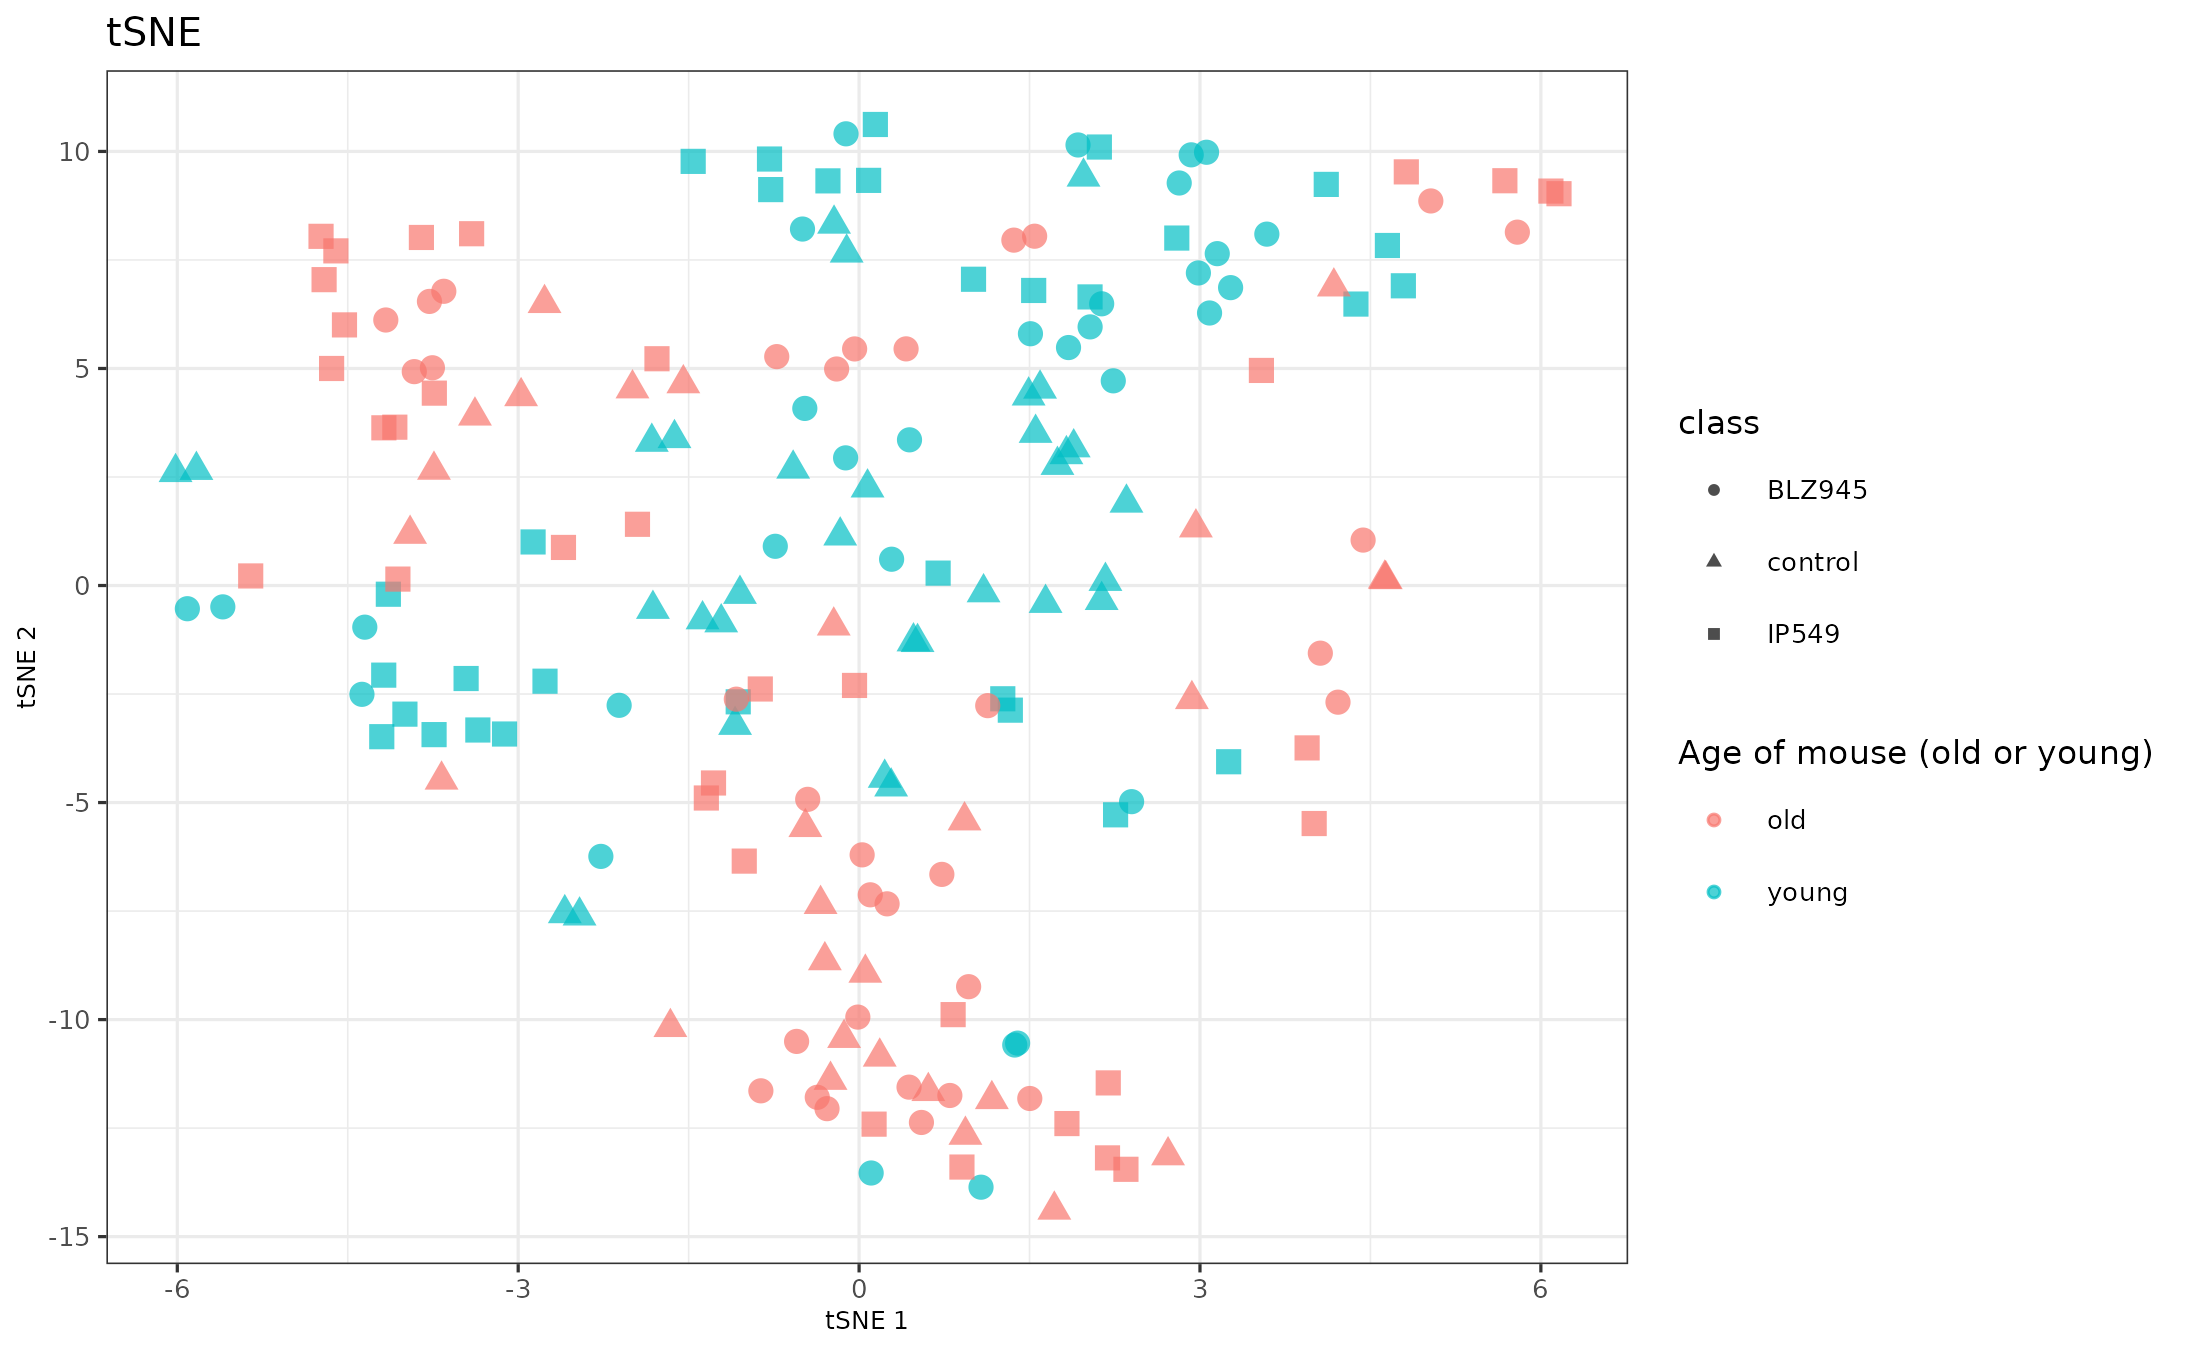 tSNE
10
5
0
-5
-10
-15
tSNE 2
-6
-3
0
3
6
tSNE 1
class
BLZ945
control
IP549
Age of mouse (old or young)
old
young